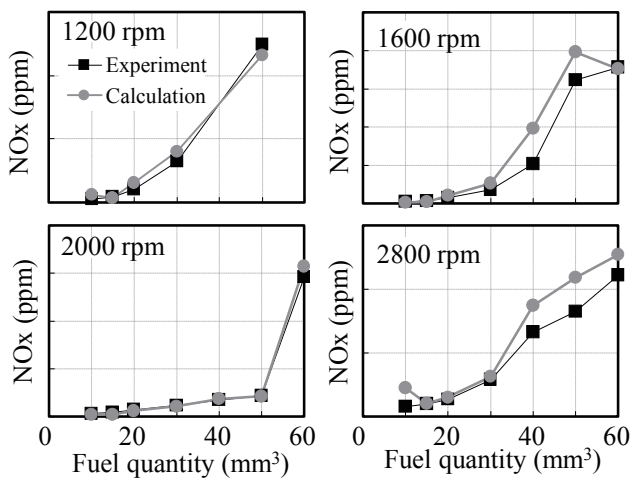 1200 rpm
Experiment
Calculation
NOx (ppm)
1600 rpm
NOx (ppm)
2000 rpm
NOx (ppm)
0 20 40 60
Fuel quantity (mm³)
2800 rpm
NOx (ppm)
0 20 40 60
Fuel quantity (mm³)